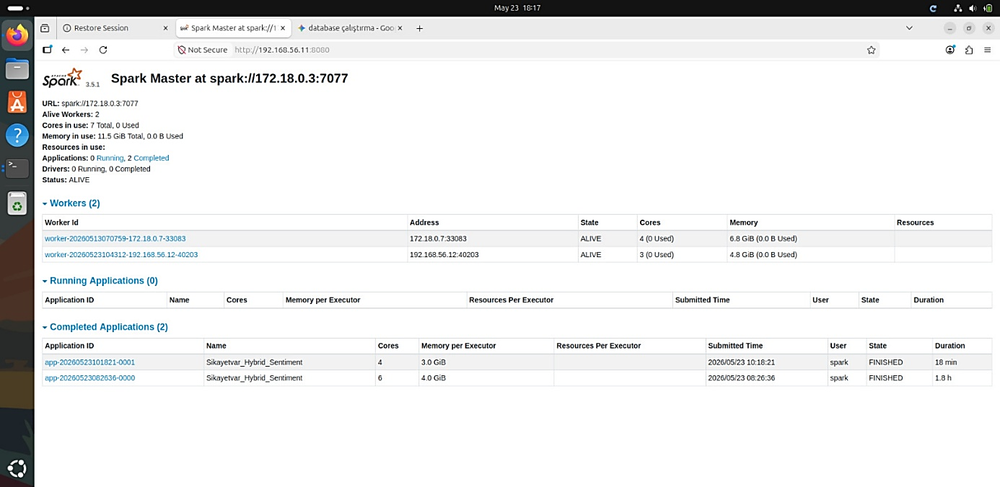 May 23 18:17
Restore Session
Spark Master at spark://1
database çalıştırma - Goo
Not Secure http://192.168.56.11:8080
APACHE Spark 3.5.1 Spark Master at spark://172.18.0.3:7077
URL: spark://172.18.0.3:7077
Alive Workers: 2
Cores in use: 7 Total, 0 Used
Memory in use: 11.5 GiB Total, 0.0 B Used
Resources in use:
Applications: 0 Running, 2 Completed
Drivers: 0 Running, 0 Completed
Status: ALIVE
Workers (2)
Worker Id Address State Cores Memory Resources
worker-20260513070759-172.18.0.7-33083 172.18.0.7:33083 ALIVE 4 (0 Used) 6.8 GiB (0.0 B Used)
worker-20260523104312-192.168.56.12-40203 192.168.56.12:40203 ALIVE 3 (0 Used) 4.8 GiB (0.0 B Used)
Running Applications (0)
Application ID Name Cores Memory per Executor Resources Per Executor Submitted Time User State Duration
Completed Applications (2)
Application ID Name Cores Memory per Executor Resources Per Executor Submitted Time User State Duration
app-20260523101821-0001 Sikayetvar_Hybrid_Sentiment 4 3.0 GiB 2026/05/23 10:18:21 spark FINISHED 18 min
app-20260523082636-0000 Sikayetvar_Hybrid_Sentiment 6 4.0 GiB 2026/05/23 08:26:36 spark FINISHED 1.8 h